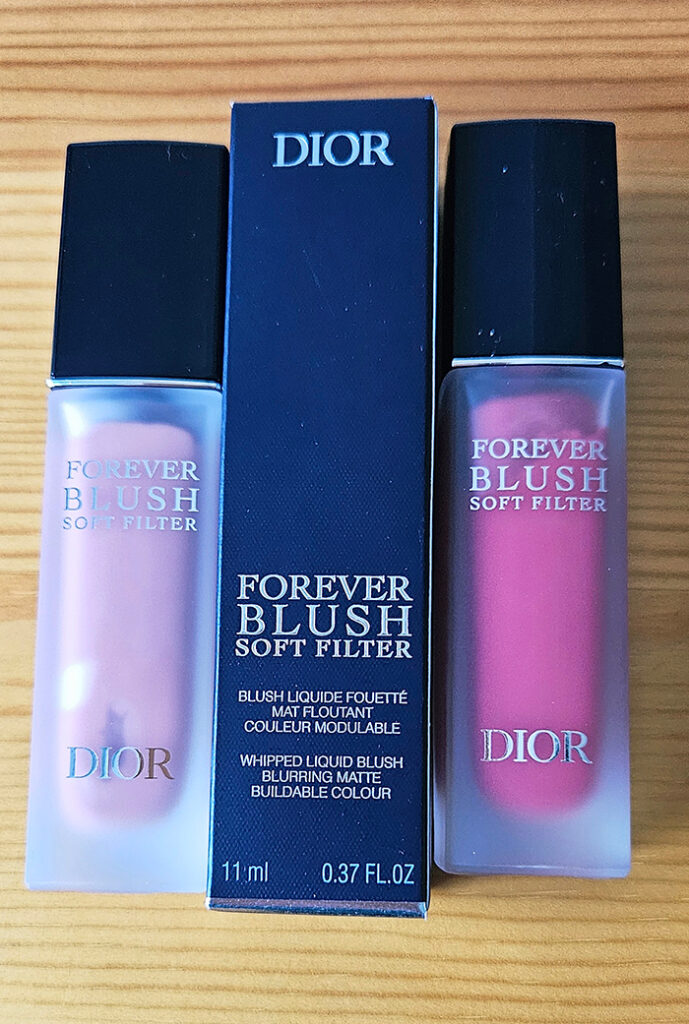 FOREVER
BLUSH
SOFT FILTER
DIOR
DIOR
FOREVER
BLUSH
SOFT FILTER
BLUSH LIQUIDE FOUETTÉ
MAT FLOUTANT
COULEUR MODULABLE
WHIPPED LIQUID BLUSH
BLURRING MATTE
BUILDABLE COLOUR
11 ml 0.37 FL.OZ
FOREVER
BLUSH
SOFT FILTER
DIOR